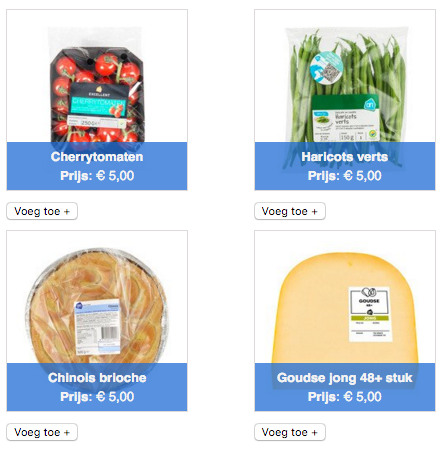 EXCELLENT
CHERRYTOMATEN
250 g
Cherrytomaten
Prijs: € 5,00
Voeg toe +
Haricots
verts
150 g
Haricots verts
Prijs: € 5,00
Voeg toe +
Chinois brioche
Prijs: € 5,00
Voeg toe +
GOUDSE
48+
JONG
Goudse jong 48+ stuk
Prijs: € 5,00
Voeg toe +